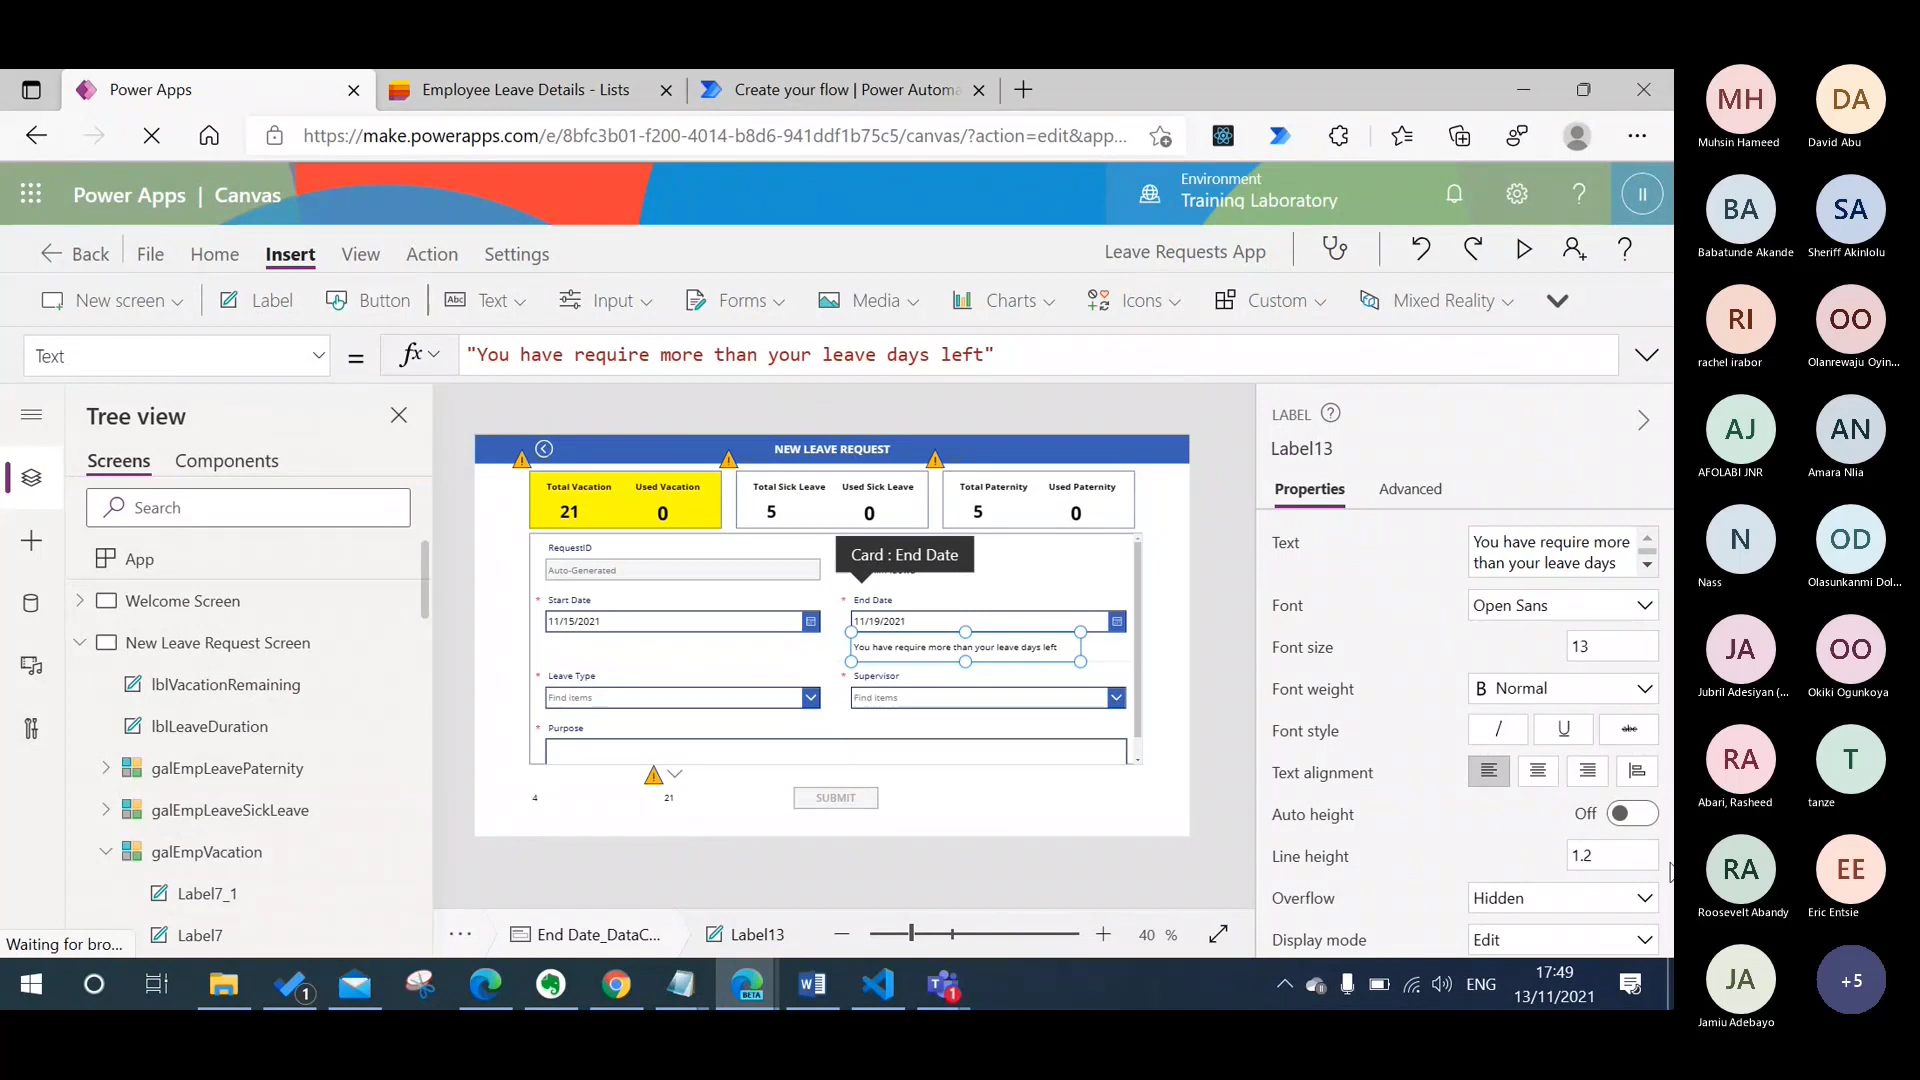 Power Apps
Employee Leave Details - Lists
Create your flow | Power Automa
https://make.powerapps.com/e/8bfc3b01-f200-4014-b8d6-941ddf1b75c5/canvas/?action=edit&app...
Power Apps | Canvas
Environment
Training Laboratory
?
II
Back
File
Home
Insert
View
Action
Settings
Leave Requests App
?
New screen
Label
Button
Abc Text
Input
Forms
Media
Charts
Icons
Custom
Mixed Reality
Text
=
fx
"You have require more than your leave days left"
Tree view
Screens
Components
Search
App
Welcome Screen
New Leave Request Screen
lblVacationRemaining
lblLeaveDuration
galEmpLeavePaternity
galEmpLeaveSickLeave
galEmpVacation
Label7_1
Label7
Waiting for bro...
NEW LEAVE REQUEST
Total Vacation
Used Vacation
21
0
Total Sick Leave
Used Sick Leave
5
0
Total Paternity
Used Paternity
5
0
RequestID
Auto-Generated
Card : End Date
* Start Date
11/15/2021
* End Date
11/19/2021
You have require more than your leave days left
* Leave Type
Find items
* Supervisor
Find items
* Purpose
4
21
SUBMIT
...
End Date_DataC...
Label13
40 %
LABEL ?
Label13
Properties
Advanced
Text
You have require more
than your leave days
Font
Open Sans
Font size
13
Font weight
B Normal
Font style
/
U
abc
Text alignment
Auto height
Off
Line height
1.2
Overflow
Hidden
Display mode
Edit
1
BETA
1
ENG
17:49
13/11/2021
MH
Muhsin Hameed
DA
David Abu
BA
Babatunde Akande
SA
Sheriff Akinlolu
RI
rachel irabor
OO
Olanrewaju Oyin...
AJ
AFOLABI JNR
AN
Amara Nlia
N
Nass
OD
Olasunkanmi Dol...
JA
Jubril Adesiyan (...
OO
Okiki Ogunkoya
RA
Abari, Rasheed
T
tanze
RA
Roosevelt Abandy
EE
Eric Entsie
JA
Jamiu Adebayo
+5